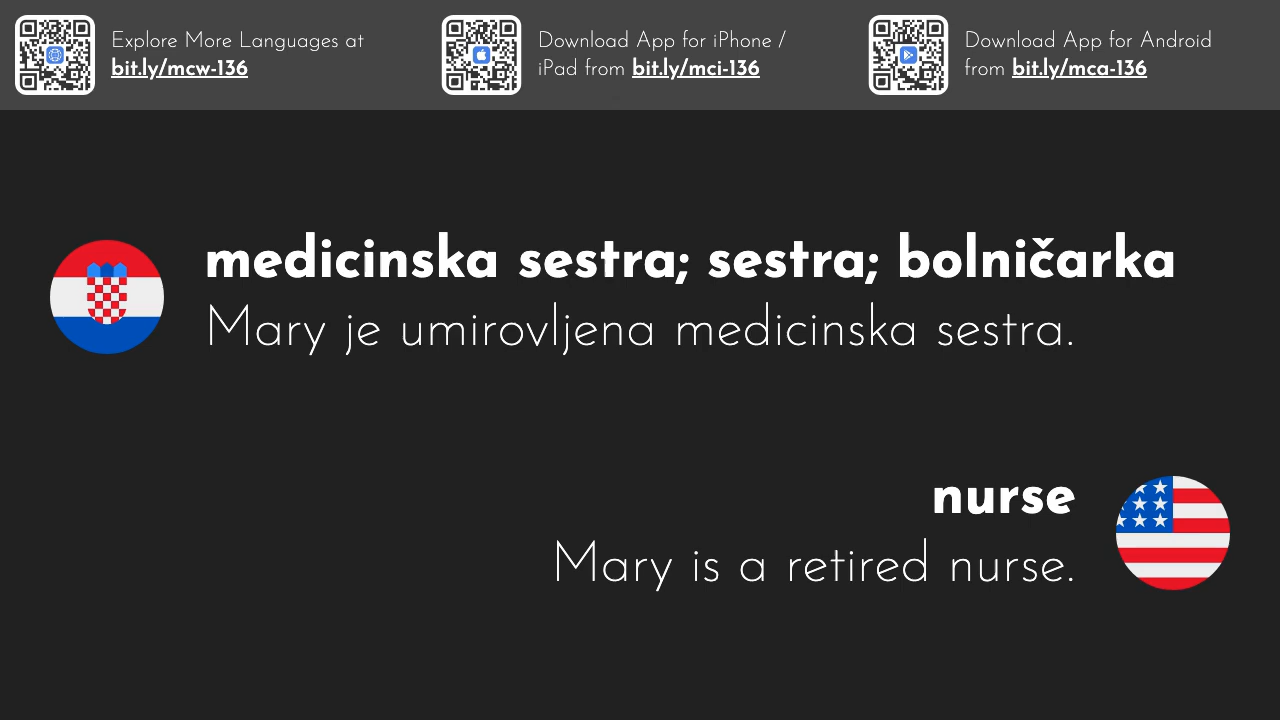 Explore More Languages at
bit.ly/mcw-136
Download App for iPhone /
iPad from bit.ly/mci-136
Download App for Android
from bit.ly/mca-136
medicinska sestra; sestra; bolničarka
Mary je umirovljena medicinska sestra.
nurse
Mary is a retired nurse.